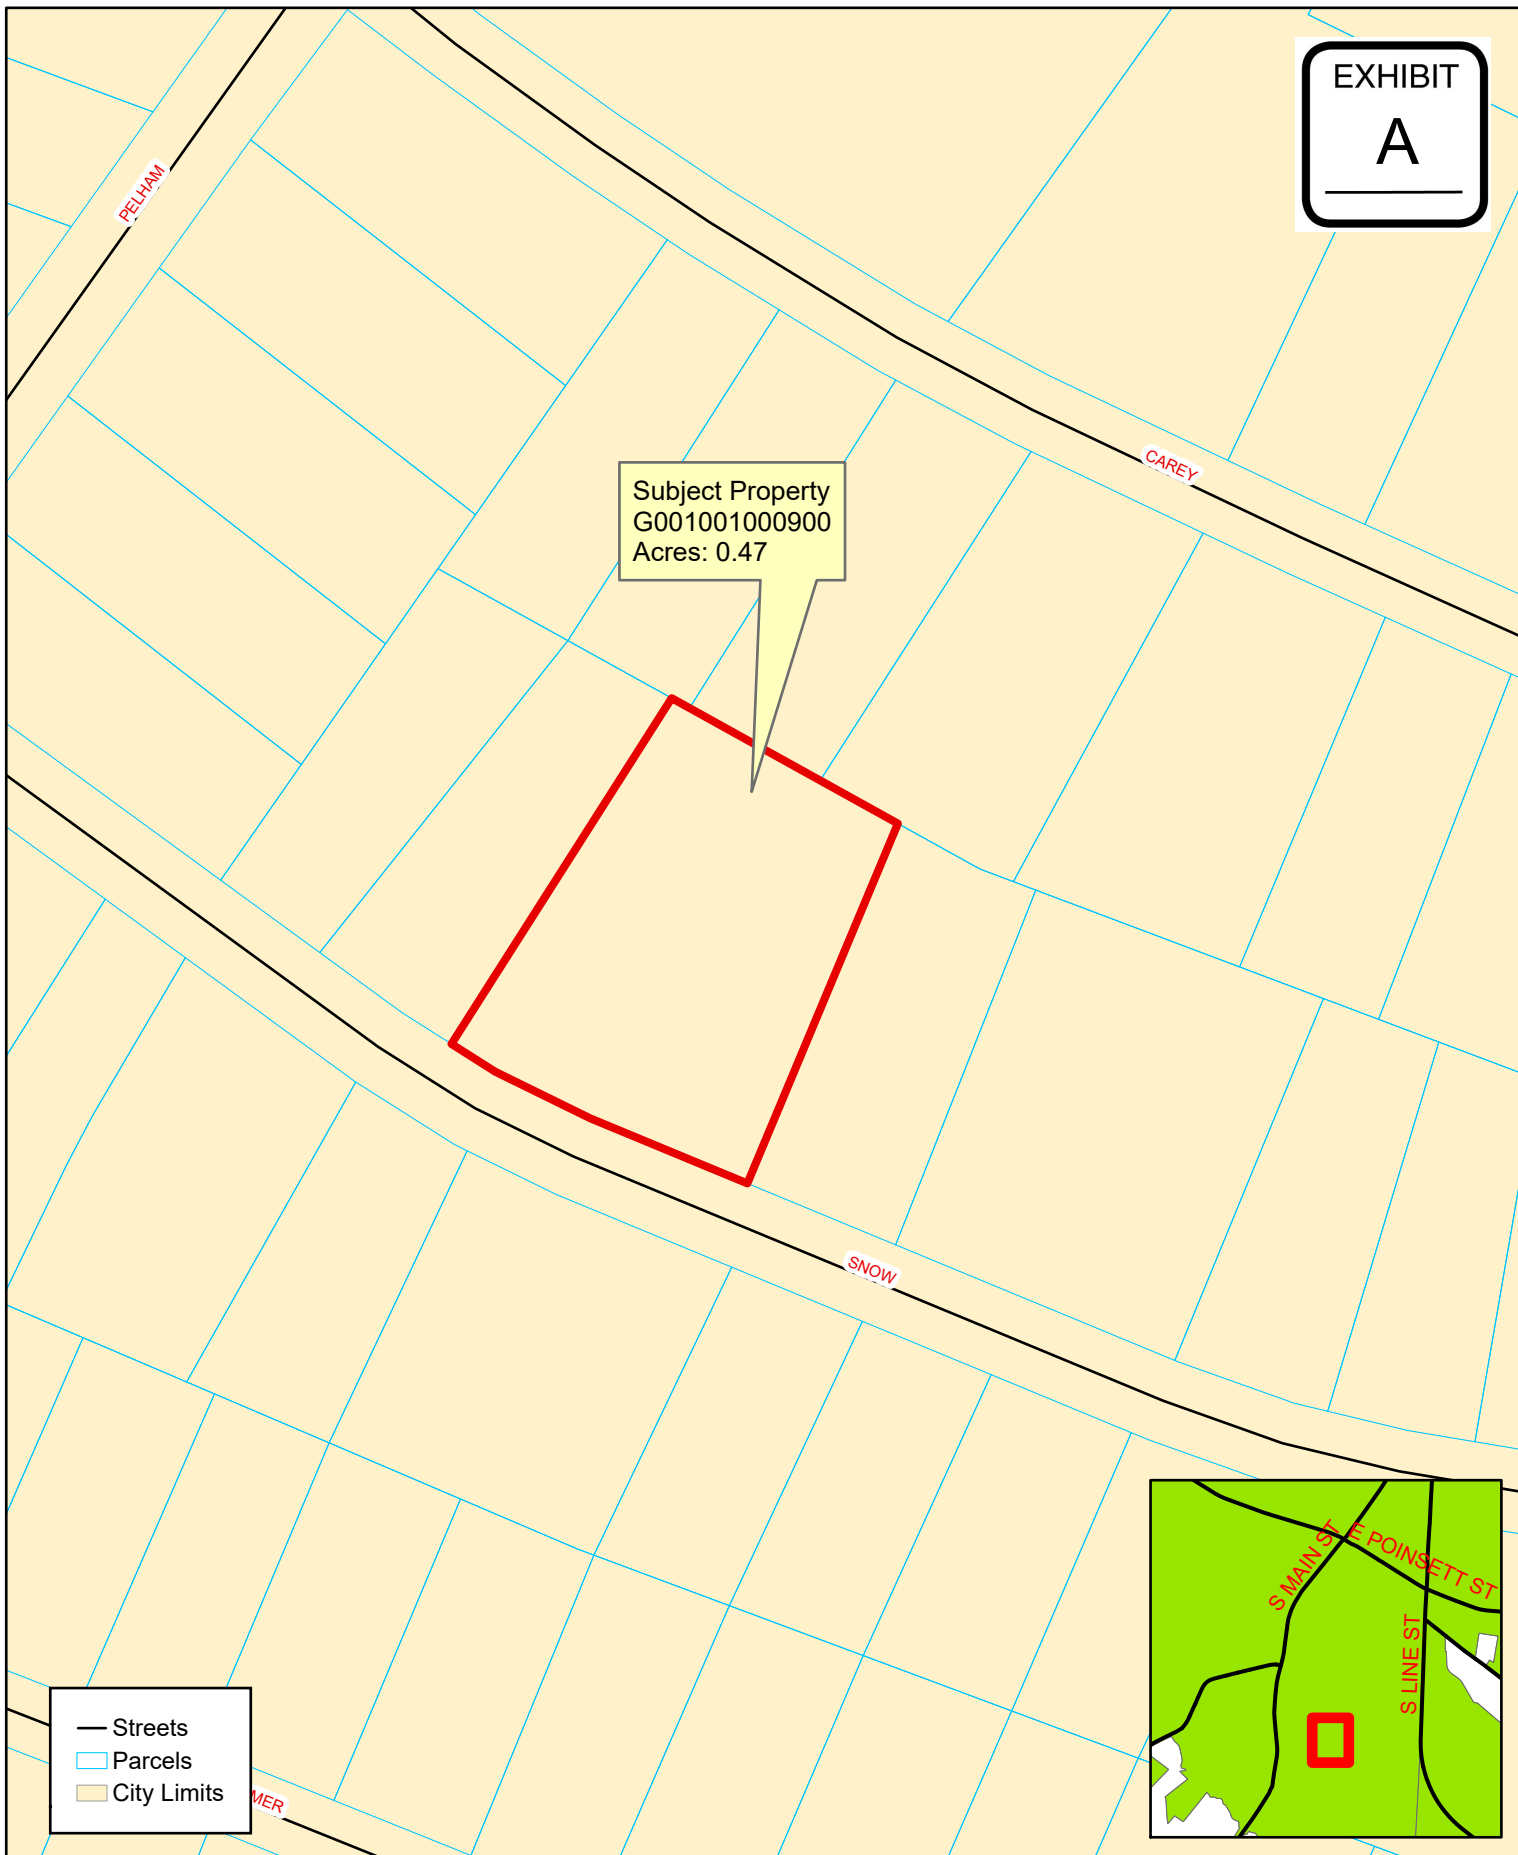 EXHIBIT
A
PELHAM
CAREY
Subject Property
G001001000900
Acres: 0.47
SNOW
S MAIN ST
E POINSETT ST
S LINE ST
Streets
Parcels
City Limits
MER